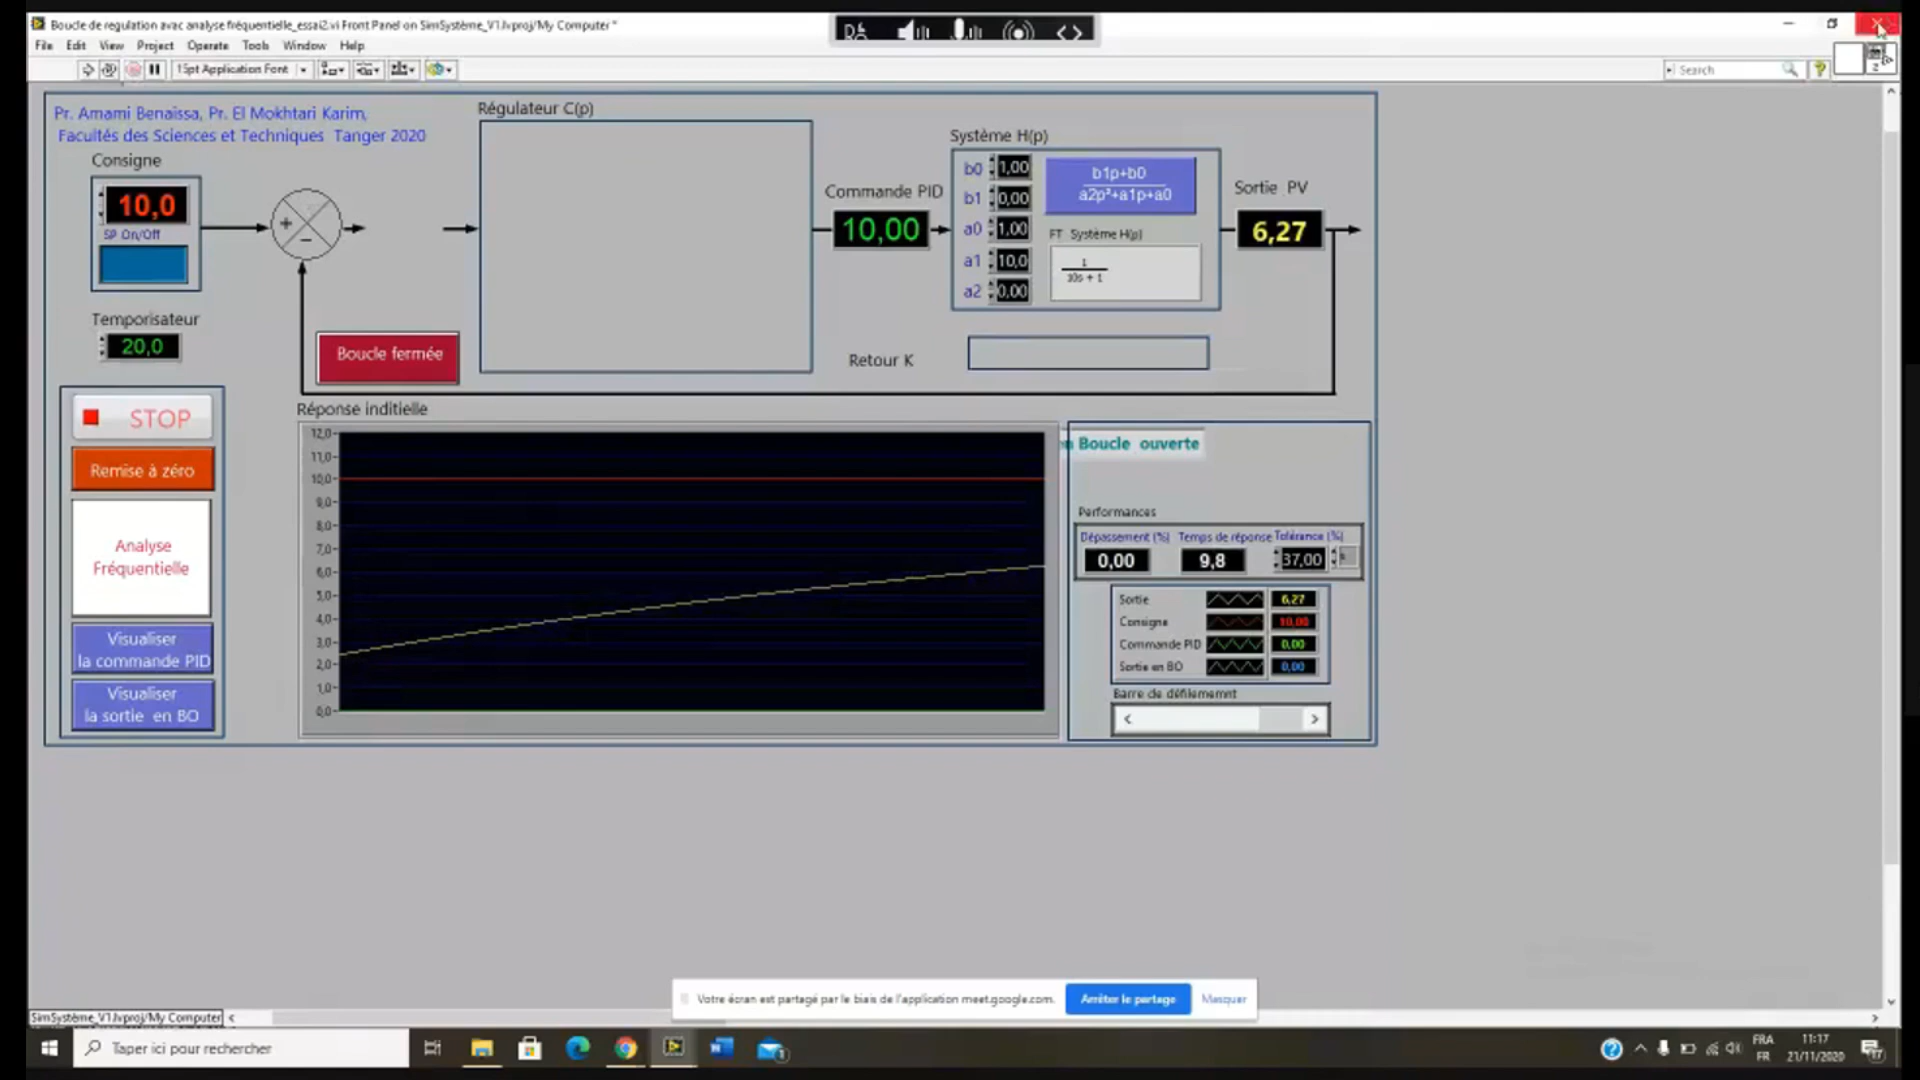 Boucle de regulation avac analyse fréquentielle_essai2.vi Front Panel on SimSystème_V1.lvproj/My Computer *
File Edit View Project Operate Tools Window Help
15pt Application Font
Search
Pr. Amami Benaissa, Pr. El Mokhtari Karim,
Facultés des Sciences et Techniques Tanger 2020
Consigne
10,0
SP On/Off
Temporisateur
20,0
Boucle fermée
Régulateur C(p)
Commande PID
10,00
Système H(p)
b0 1,00
b1 0,00
a0 1,00
a1 10,0
a2 0,00
b1p+b0
a2p²+a1p+a0
FT Système H(p)
1
10s + 1
Sortie PV
6,27
Retour K
STOP
Remise à zéro
Analyse
Fréquentielle
Visualiser
la commande PID
Visualiser
la sortie en BO
Réponse inditielle
12,0
11,0
10,0
9,0
8,0
7,0
6,0
5,0
4,0
3,0
2,0
1,0
0,0
Boucle ouverte
Performances
Dépassement (%) Temps de réponse Tolérance (%)
0,00 9,8 37,00
Sortie 6,27
Consigne 10,00
Commande PID 0,00
Sortie en BO 0,00
Barre de défilememnt
Votre écran est partagé par le biais de l'application meet.google.com.
Arrêter le partage
Masquer
SimSystème_V1.lvproj/My Computer
Taper ici pour rechercher
FRA
FR
11:17
21/11/2020